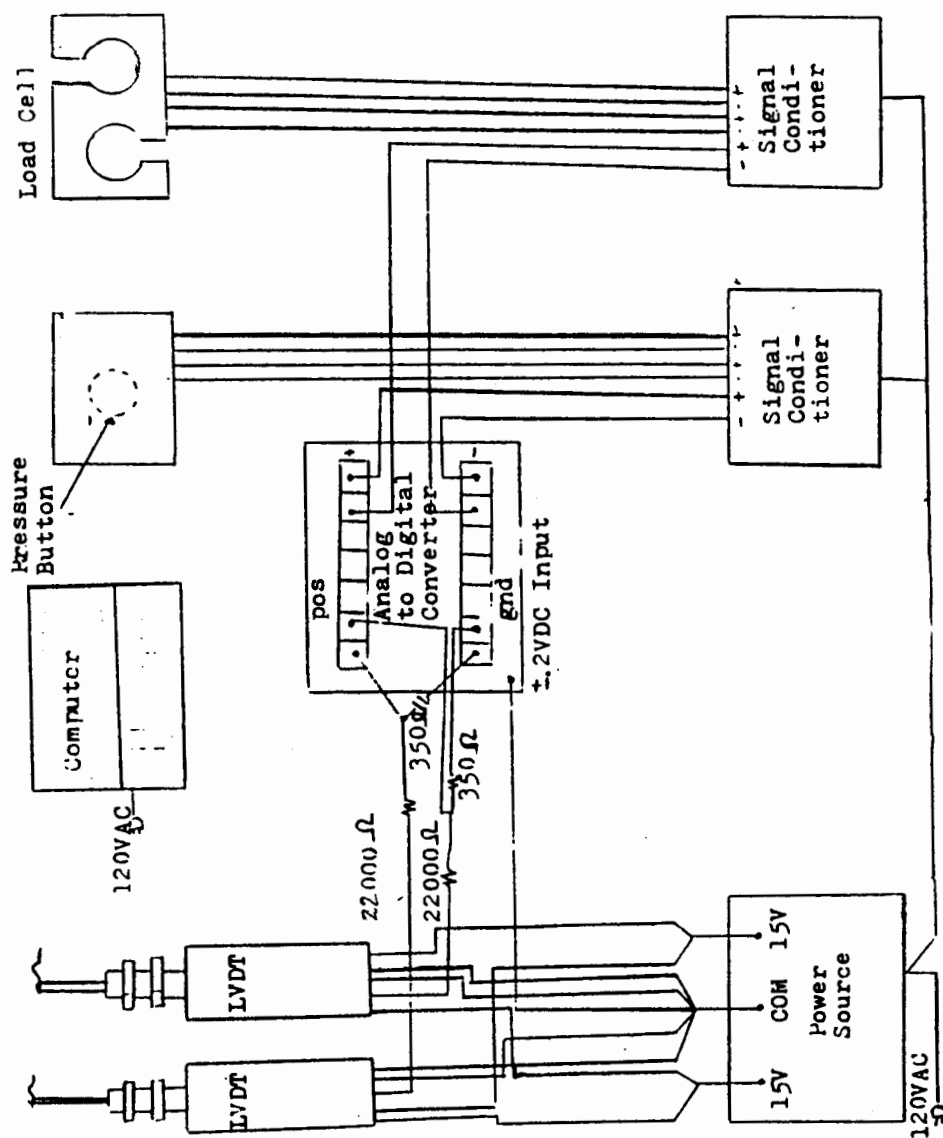 Load Cell
Signal
Condi-
tioner
Pressure
Button
Signal
Condi-
tioner
+
-
pos
Analog
to Digital
Converter
gnd
±.2VDC Input
Computer
120VAC
350Ω
350Ω
22000Ω
22000Ω
LVDT
LVDT
15V
COM
15V
Power
Source
120VAC
- + · + · +
- + · + · +